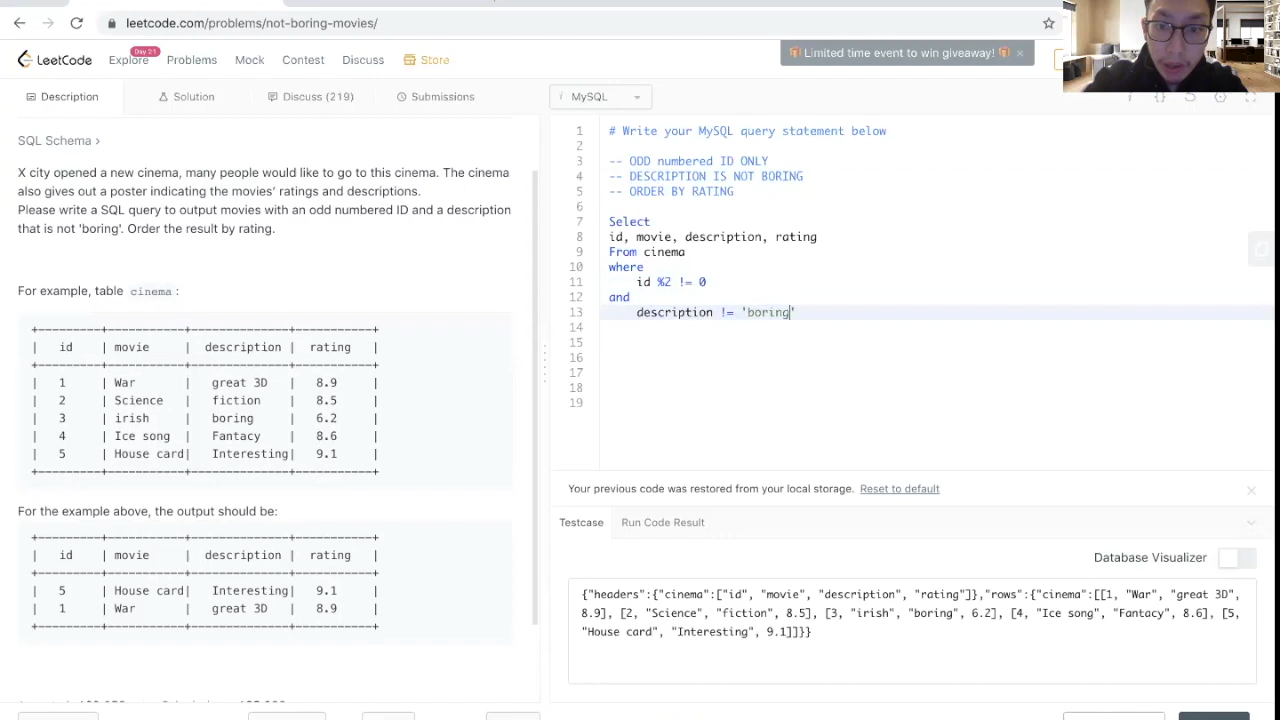 leetcode.com/problems/not-boring-movies/
LeetCode Explore Day 21 Problems Mock Contest Discuss Store
🎁 Limited time event to win giveaway! 🎁 ×
Description Solution Discuss (219) Submissions
i MySQL
SQL Schema >
X city opened a new cinema, many people would like to go to this cinema. The cinema
also gives out a poster indicating the movies' ratings and descriptions.
Please write a SQL query to output movies with an odd numbered ID and a description
that is not 'boring'. Order the result by rating.
For example, table cinema:
+---------+-----------+--------------+-----------+
| id | movie | description | rating |
+---------+-----------+--------------+-----------+
| 1 | War | great 3D | 8.9 |
| 2 | Science | fiction | 8.5 |
| 3 | irish | boring | 6.2 |
| 4 | Ice song | Fantacy | 8.6 |
| 5 | House card| Interesting| 9.1 |
+---------+-----------+--------------+-----------+
For the example above, the output should be:
+---------+-----------+--------------+-----------+
| id | movie | description | rating |
+---------+-----------+--------------+-----------+
| 5 | House card| Interesting| 9.1 |
| 1 | War | great 3D | 8.9 |
+---------+-----------+--------------+-----------+
1 # Write your MySQL query statement below
2
3 -- ODD numbered ID ONLY
4 -- DESCRIPTION IS NOT BORING
5 -- ORDER BY RATING
6
7 Select
8 id, movie, description, rating
9 From cinema
10 where
11 id %2 != 0
12 and
13 description != 'boring'
14
15
16
17
18
19
Your previous code was restored from your local storage. Reset to default
Testcase Run Code Result
Database Visualizer
{"headers":{"cinema":["id", "movie", "description", "rating"]},"rows":{"cinema":[[1, "War", "great 3D",
8.9], [2, "Science", "fiction", 8.5], [3, "irish", "boring", 6.2], [4, "Ice song", "Fantacy", 8.6], [5,
"House card", "Interesting", 9.1]]}}